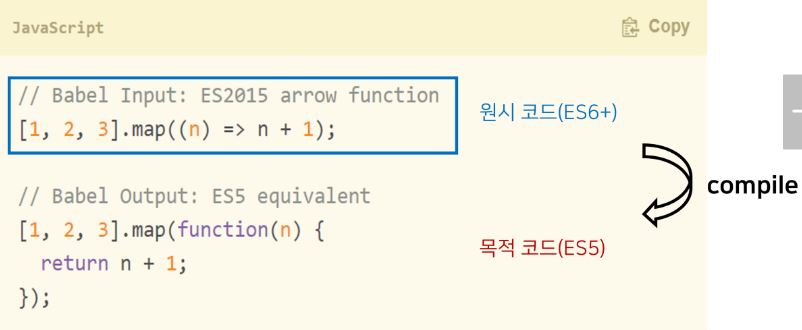 JavaScript
Copy
// Babel Input: ES2015 arrow function
[1, 2, 3].map((n) => n + 1);
원시 코드(ES6+)
compile
// Babel Output: ES5 equivalent
[1, 2, 3].map(function(n) {
목적 코드(ES5)
return n + 1;
});